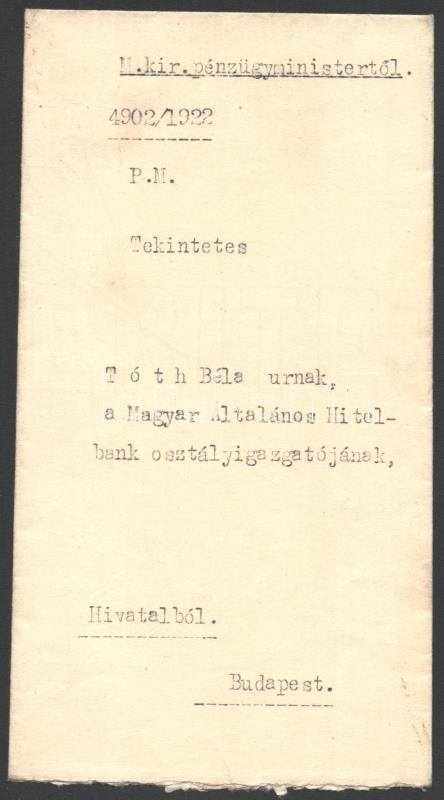 M.kir.pénzügyministertől.
4902/1922
P.M.
Tekintetes
T ó t h Béla urnak,
a Magyar Általános Hitel-
bank osztályigazgatójának,
Hivatalból.
Budapest.